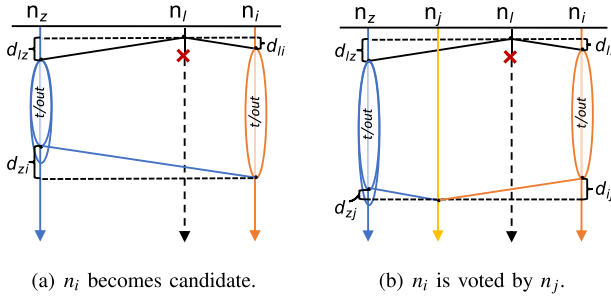 n_z n_l n_i
d_lz
d_li
t/out
t/out
d_zi
n_z n_j n_l n_i
d_lz
d_li
t/out
t/out
d_zj
d_ij
(a) n_i becomes candidate.
(b) n_i is voted by n_j.